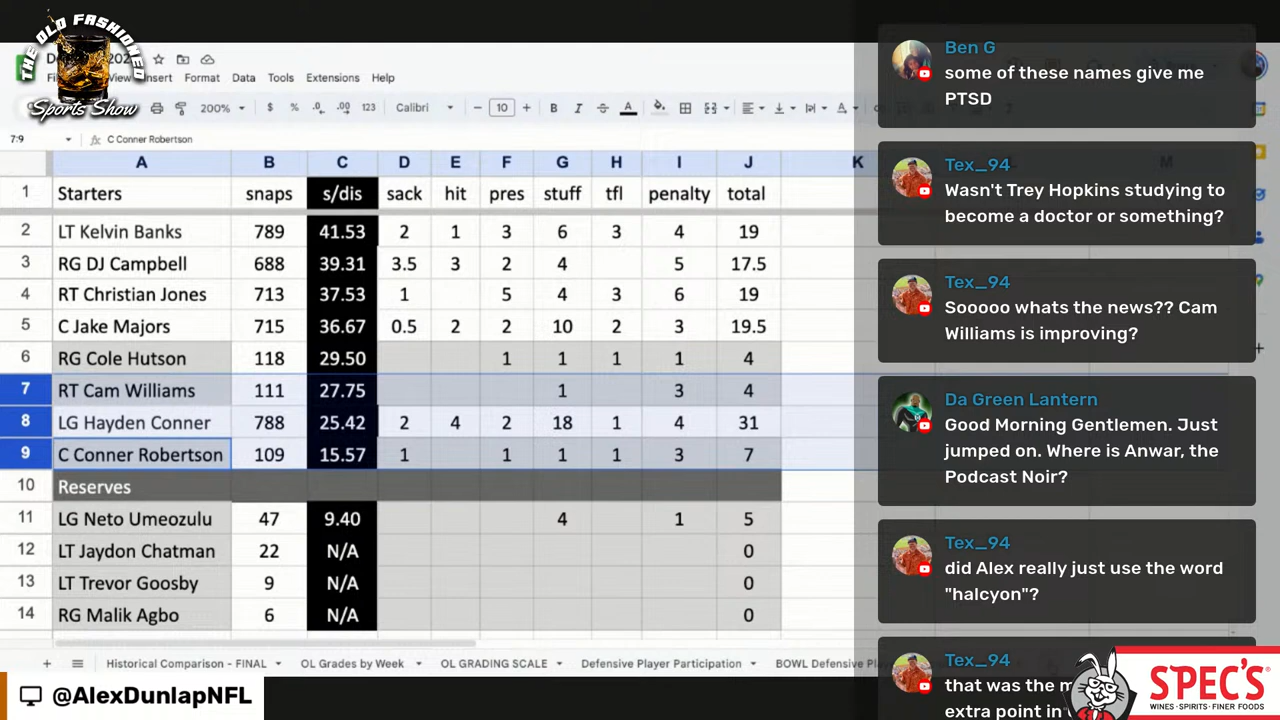 THE OLD FASHIONED
Sports Show
View Insert Format Data Tools Extensions Help
200% $ % .0 .00 123 Calibri − 10 + B I S A
7:9 fx C Conner Robertson
A B C D E F G H I J K M
1 Starters snaps s/dis sack hit pres stuff tfl penalty total
2 LT Kelvin Banks 789 41.53 2 1 3 6 3 4 19
3 RG DJ Campbell 688 39.31 3.5 3 2 4 5 17.5
4 RT Christian Jones 713 37.53 1 5 4 3 6 19
5 C Jake Majors 715 36.67 0.5 2 2 10 2 3 19.5
6 RG Cole Hutson 118 29.50 1 1 1 1 4
7 RT Cam Williams 111 27.75 1 3 4
8 LG Hayden Conner 788 25.42 2 4 2 18 1 4 31
9 C Conner Robertson 109 15.57 1 1 1 1 3 7
10 Reserves
11 LG Neto Umeozulu 47 9.40 4 1 5
12 LT Jaydon Chatman 22 N/A 0
13 LT Trevor Goosby 9 N/A 0
14 RG Malik Agbo 6 N/A 0
+ Historical Comparison - FINAL OL Grades by Week OL GRADING SCALE Defensive Player Participation BOWL Defensive
@AlexDunlapNFL
Ben G
some of these names give me
PTSD
Tex_94
Wasn't Trey Hopkins studying to
become a doctor or something?
Tex_94
Sooooo whats the news?? Cam
Williams is improving?
Da Green Lantern
Good Morning Gentlemen. Just
jumped on. Where is Anwar, the
Podcast Noir?
Tex_94
did Alex really just use the word
"halcyon"?
Tex_94
that was the
extra point in
SPEC'S
WINES • SPIRITS • FINER FOODS